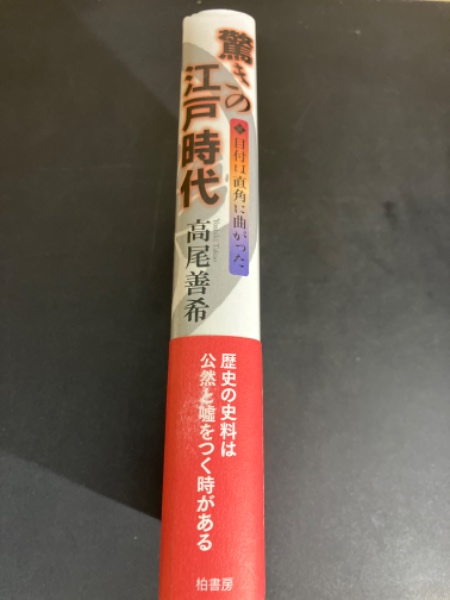 驚きの
江戸時代
目付は直角に曲がった
高尾善希
歴史の史料は
公然と嘘をつく時がある
柏書房